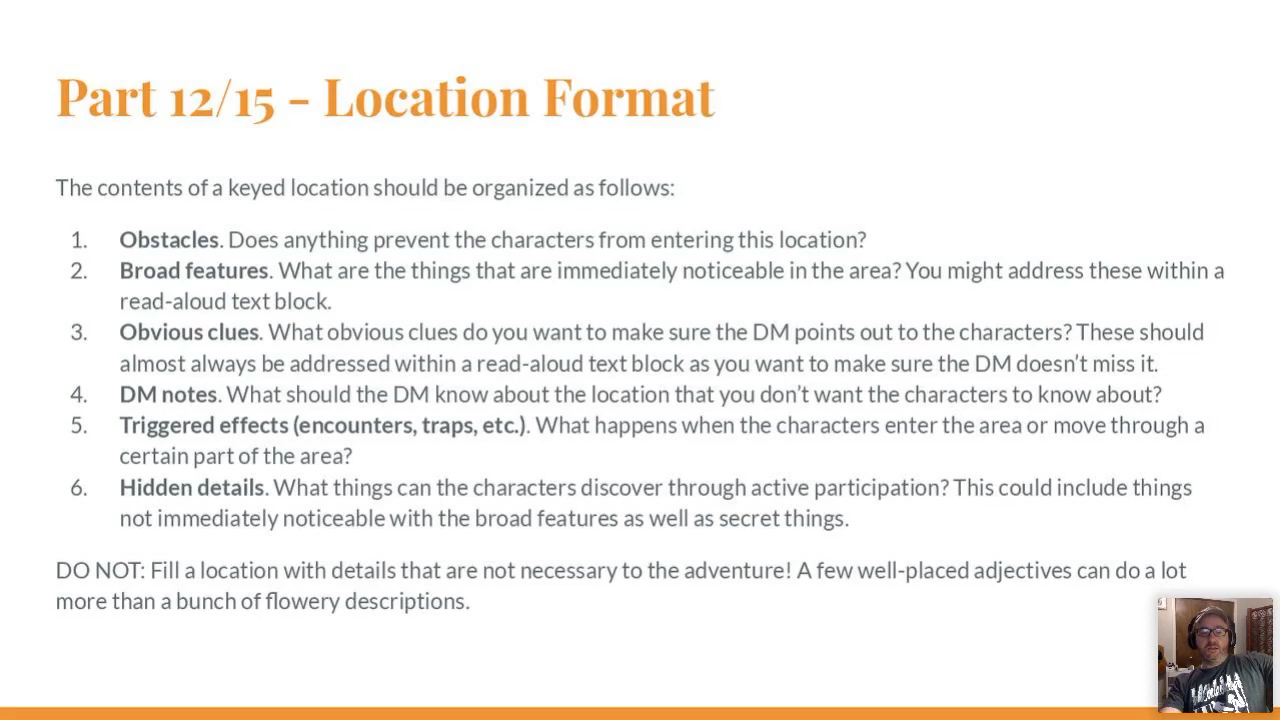 Part 12/15 - Location Format
The contents of a keyed location should be organized as follows:
1. Obstacles. Does anything prevent the characters from entering this location?
2. Broad features. What are the things that are immediately noticeable in the area? You might address these within a
read-aloud text block.
3. Obvious clues. What obvious clues do you want to make sure the DM points out to the characters? These should
almost always be addressed within a read-aloud text block as you want to make sure the DM doesn't miss it.
4. DM notes. What should the DM know about the location that you don't want the characters to know about?
5. Triggered effects (encounters, traps, etc.). What happens when the characters enter the area or move through a
certain part of the area?
6. Hidden details. What things can the characters discover through active participation? This could include things
not immediately noticeable with the broad features as well as secret things.
DO NOT: Fill a location with details that are not necessary to the adventure! A few well-placed adjectives can do a lot
more than a bunch of flowery descriptions.